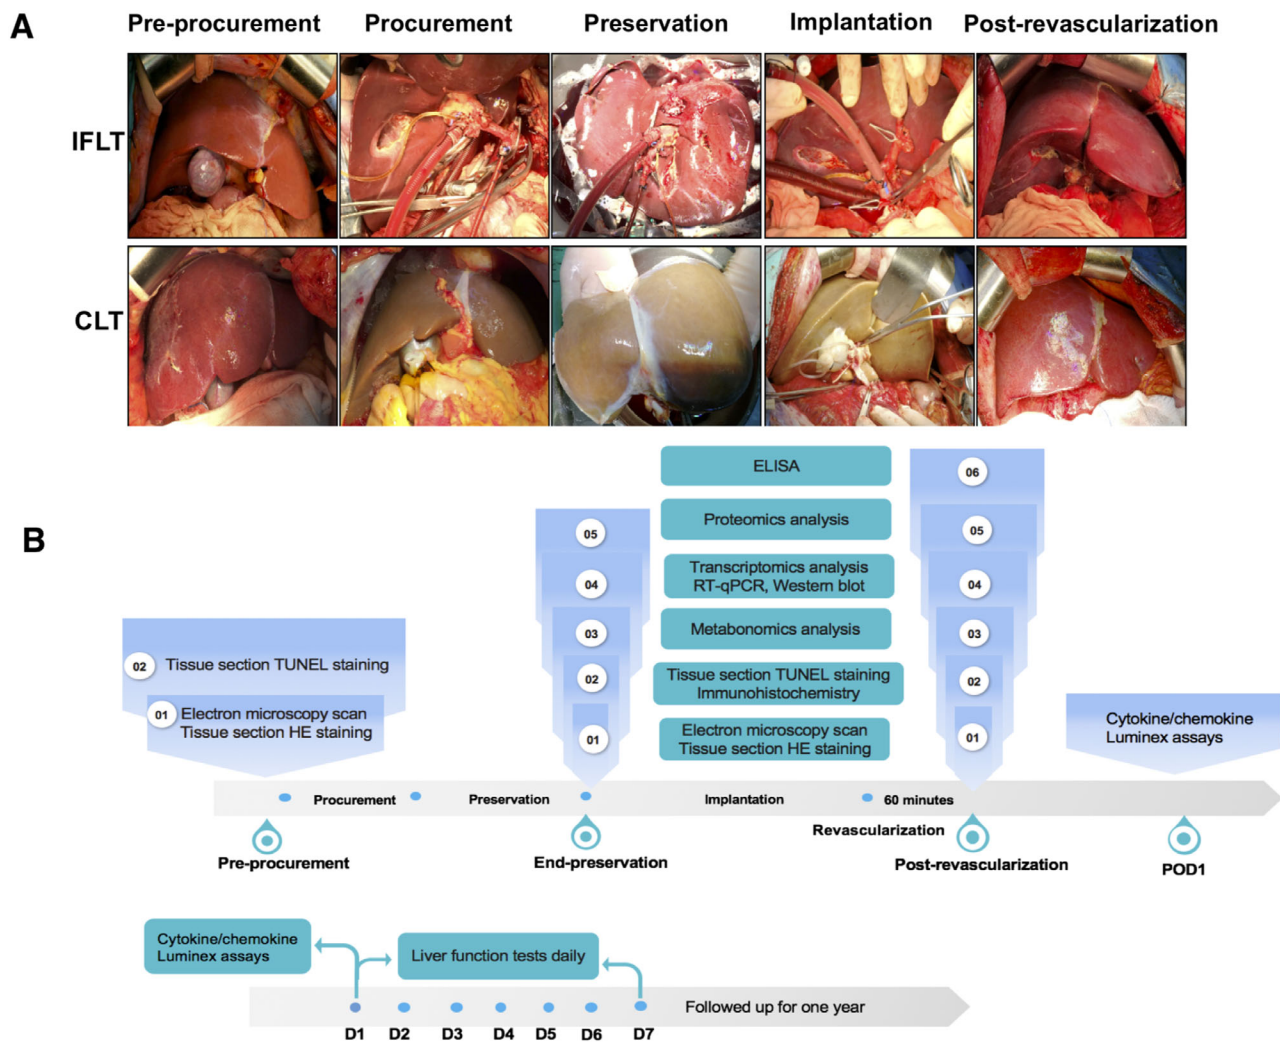 A
Pre-procurement
Procurement
Preservation
Implantation
Post-revascularization
IFLT
CLT
B
ELISA
06
Proteomics analysis
05
05
Transcriptomics analysis
RT-qPCR, Western blot
04
04
Metabonomics analysis
03
03
02
Tissue section TUNEL staining
Tissue section TUNEL staining
Immunohistochemistry
02
02
01
Electron microscopy scan
Tissue section HE staining
01
Electron microscopy scan
Tissue section HE staining
01
Cytokine/chemokine
Luminex assays
Procurement
Preservation
Implantation
60 minutes
Revascularization
Pre-procurement
End-preservation
Post-revascularization
POD1
Cytokine/chemokine
Luminex assays
Liver function tests daily
Followed up for one year
D1
D2
D3
D4
D5
D6
D7